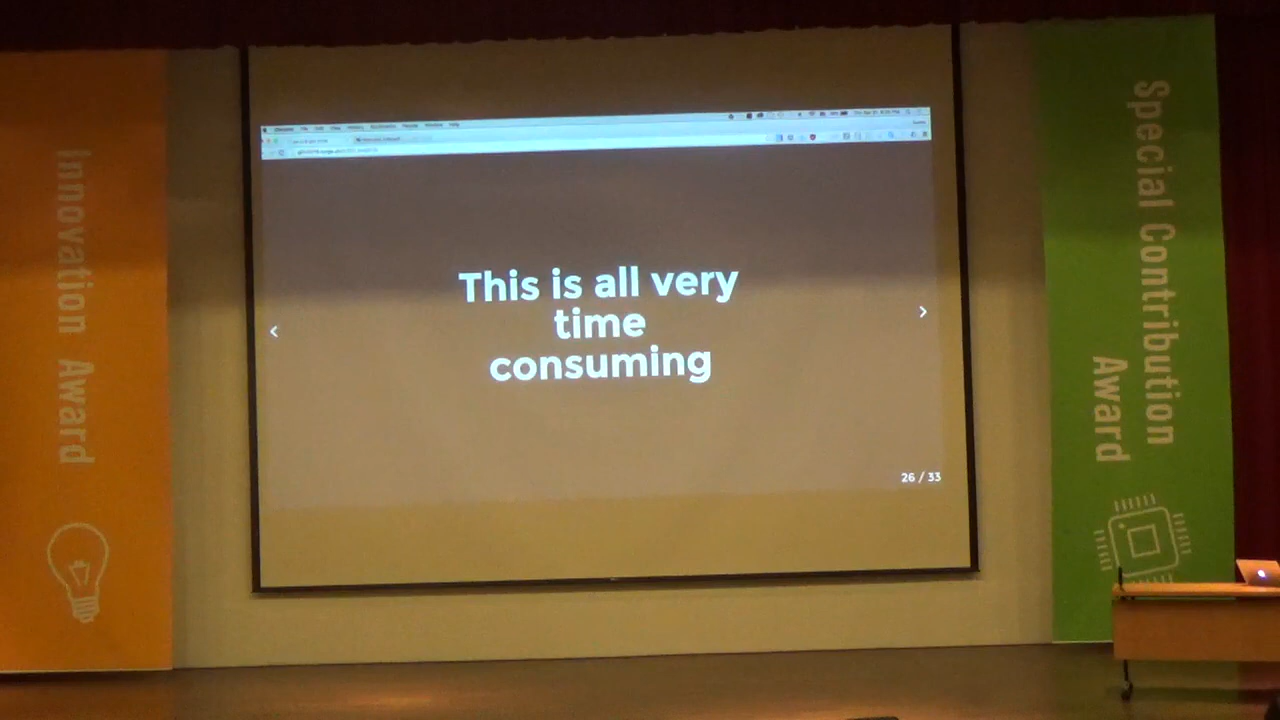 Innovation Award
This is all very
time
consuming
26 / 33
Special Contribution
Award